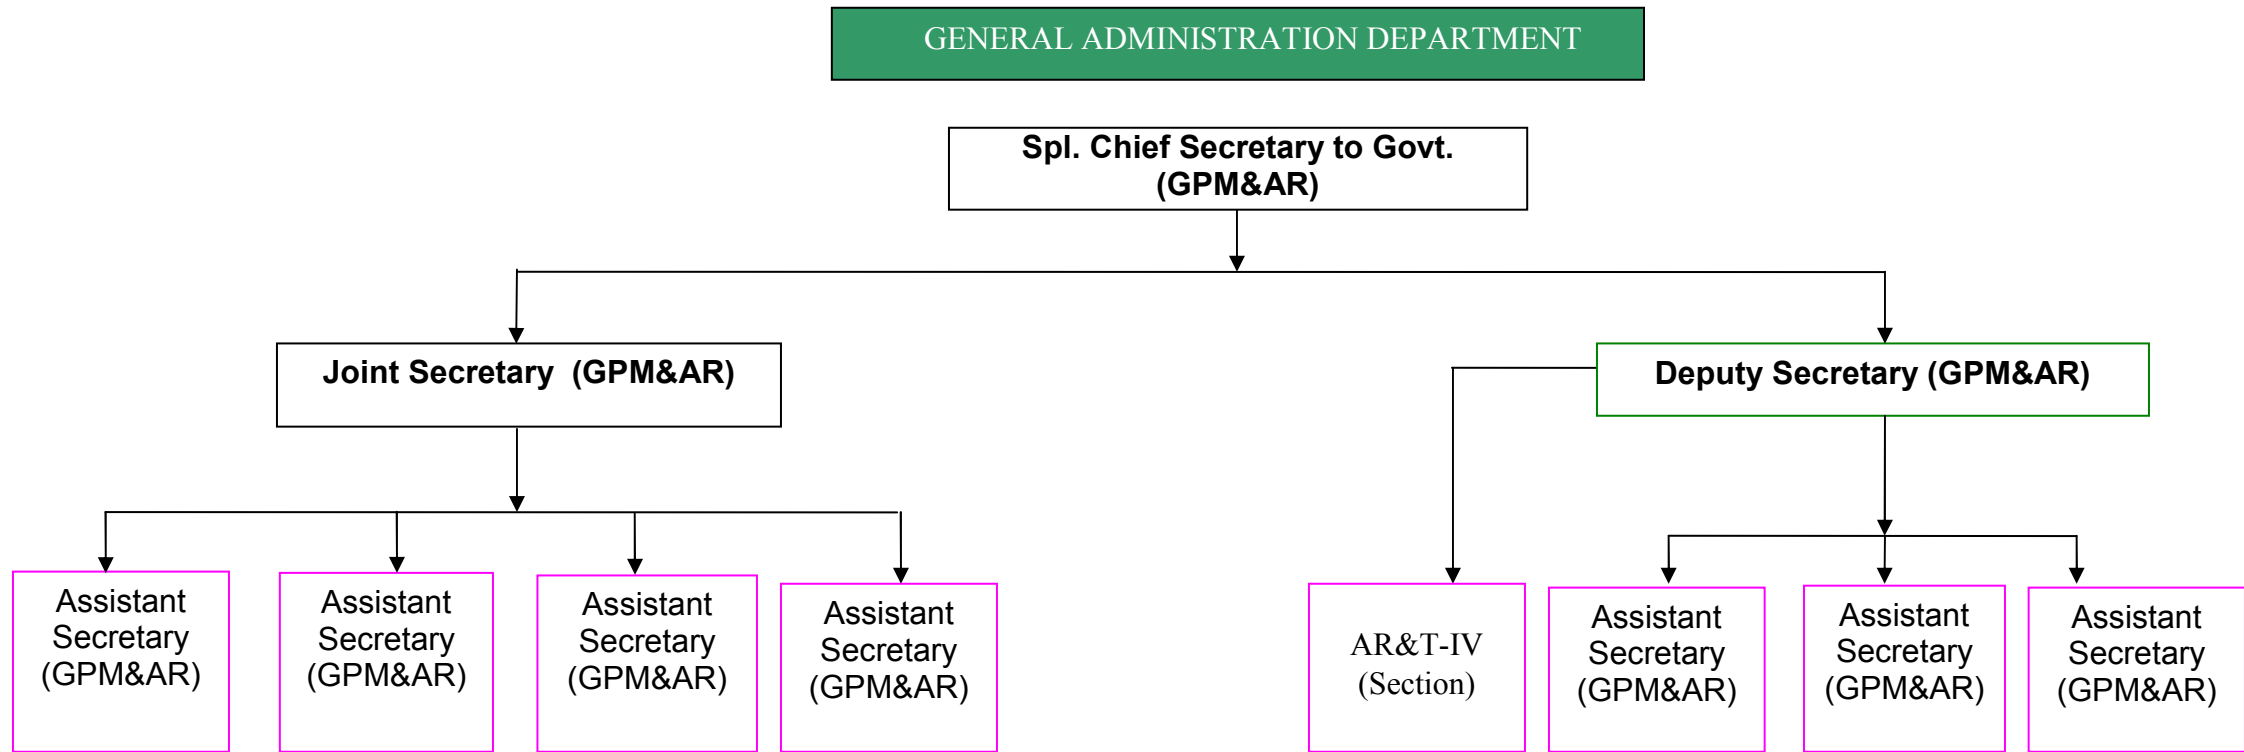 GENERAL ADMINISTRATION DEPARTMENT
Spl. Chief Secretary to Govt.
(GPM&AR)
Joint Secretary (GPM&AR)
Deputy Secretary (GPM&AR)
Assistant
Secretary
(GPM&AR)
Assistant
Secretary
(GPM&AR)
Assistant
Secretary
(GPM&AR)
Assistant
Secretary
(GPM&AR)
AR&T-IV
(Section)
Assistant
Secretary
(GPM&AR)
Assistant
Secretary
(GPM&AR)
Assistant
Secretary
(GPM&AR)